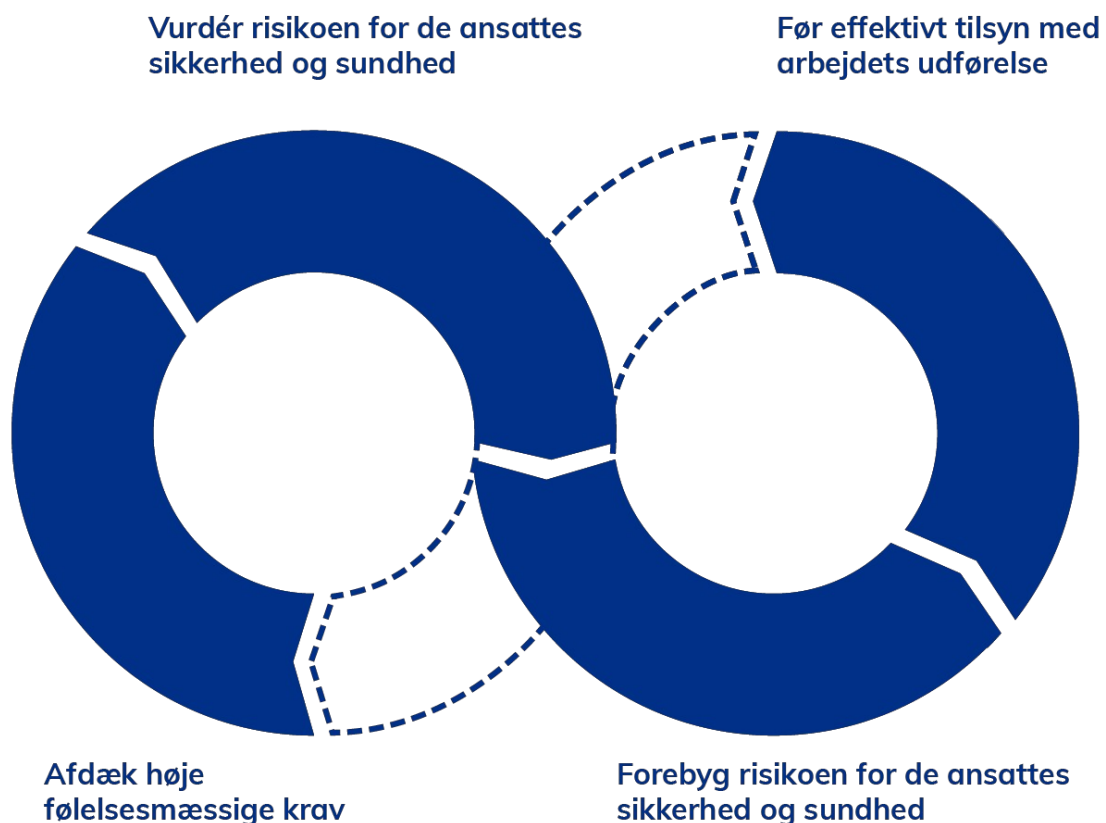 Vurdér risikoen for de ansattes
sikkerhed og sundhed
Før effektivt tilsyn med
arbejdets udførelse
Afdæk høje
følelsesmæssige krav
Forebyg risikoen for de ansattes
sikkerhed og sundhed